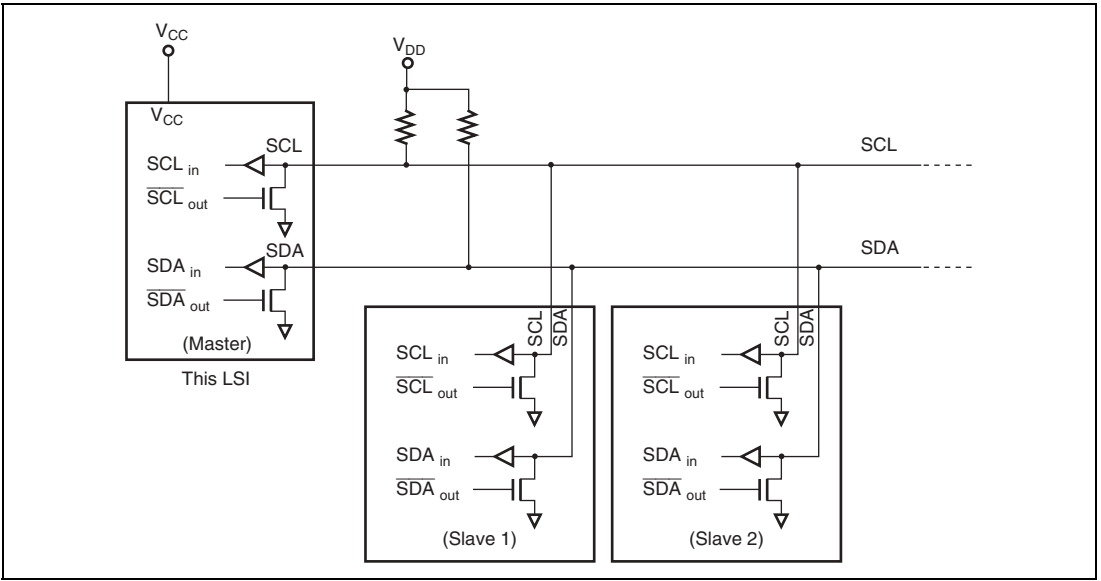 VCC
VDD
VCC
SCL
SCL in
SCL out
SDA
SDA in
SDA out
(Master)
This LSI
SCL
SDA
SCL
SDA
SCL in
SCL out
SDA in
SDA out
(Slave 1)
SCL
SDA
SCL in
SCL out
SDA in
SDA out
(Slave 2)